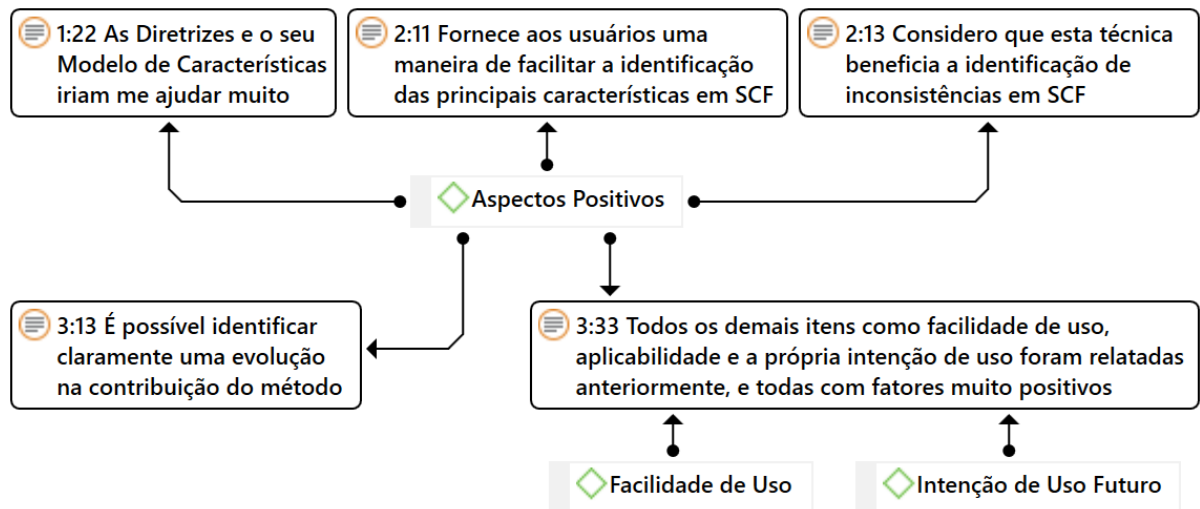 1:22 As Diretrizes e o seu
Modelo de Características
iriam me ajudar muito
2:11 Fornece aos usuários uma
maneira de facilitar a identificação
das principais características em SCF
2:13 Considero que esta técnica
beneficia a identificação de
inconsistências em SCF
Aspectos Positivos
3:13 É possível identificar
claramente uma evolução
na contribuição do método
3:33 Todos os demais itens como facilidade de uso,
aplicabilidade e a própria intenção de uso foram relatadas
anteriormente, e todas com fatores muito positivos
Facilidade de Uso
Intenção de Uso Futuro